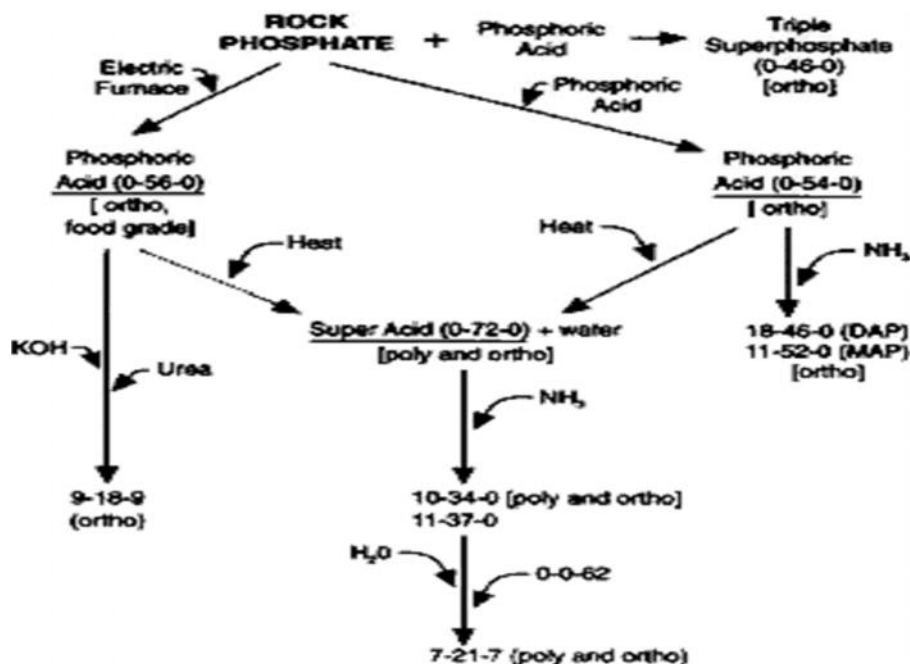 ROCK
PHOSPHATE
+
Phosphoric
Acid
Triple
Superphosphate
(0-46-0)
[ortho]
Electric
Furnace
Phosphoric
Acid
Phosphoric
Acid (0-56-0)
[ ortho,
food grade]
Phosphoric
Acid (0-54-0)
[ ortho]
Heat
Heat
NH₃
Super Acid (0-72-0) + water
[poly and ortho]
18-46-0 (DAP)
11-52-0 (MAP)
[ortho]
KOH
Urea
NH₃
9-18-9
(ortho)
10-34-0 [poly and ortho]
11-37-0
H₂0
0-0-62
7-21-7 (poly and ortho)